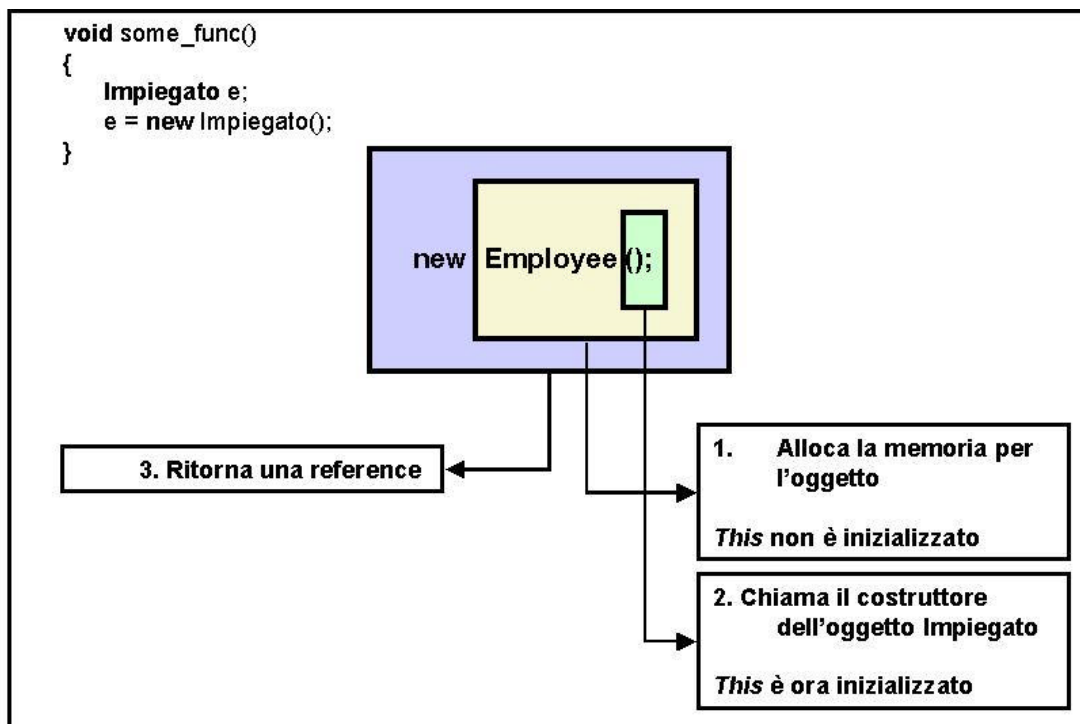 void some_func()
{
Impiegato e;
e = new Impiegato();
}
new Employee ();
3. Ritorna una reference
1. Alloca la memoria per
l'oggetto
This non è inizializzato
2. Chiama il costruttore
dell'oggetto Impiegato
This è ora inizializzato